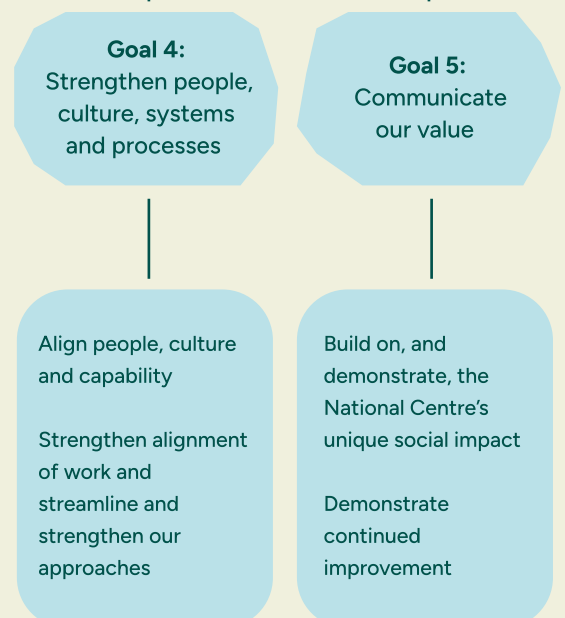 Goal 4:
Strengthen people,
culture, systems
and processes
Align people, culture
and capability
Strengthen alignment
of work and
streamline and
strengthen our
approaches
Goal 5:
Communicate
our value
Build on, and
demonstrate, the
National Centre’s
unique social impact
Demonstrate
continued
improvement